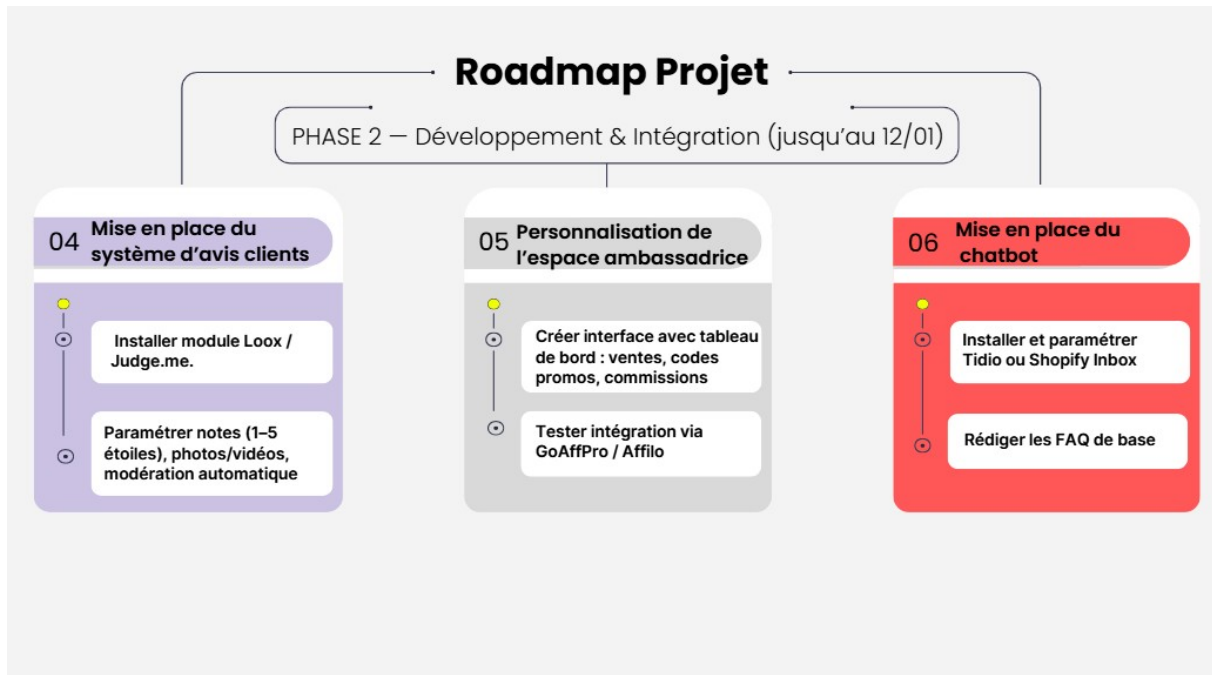 Roadmap Projet
PHASE 2 — Développement & Intégration (jusqu’au 12/01)
04
Mise en place du
système d’avis clients
Installer module Loox /
Judge.me.
Paramétrer notes (1–5
étoiles), photos/vidéos,
modération automatique
05
Personnalisation de
l’espace ambassadrice
Créer interface avec tableau
de bord : ventes, codes
promos, commissions
Tester intégration via
GoAffPro / Affilo
06
Mise en place du
chatbot
Installer et paramétrer
Tidio ou Shopify Inbox
Rédiger les FAQ de base